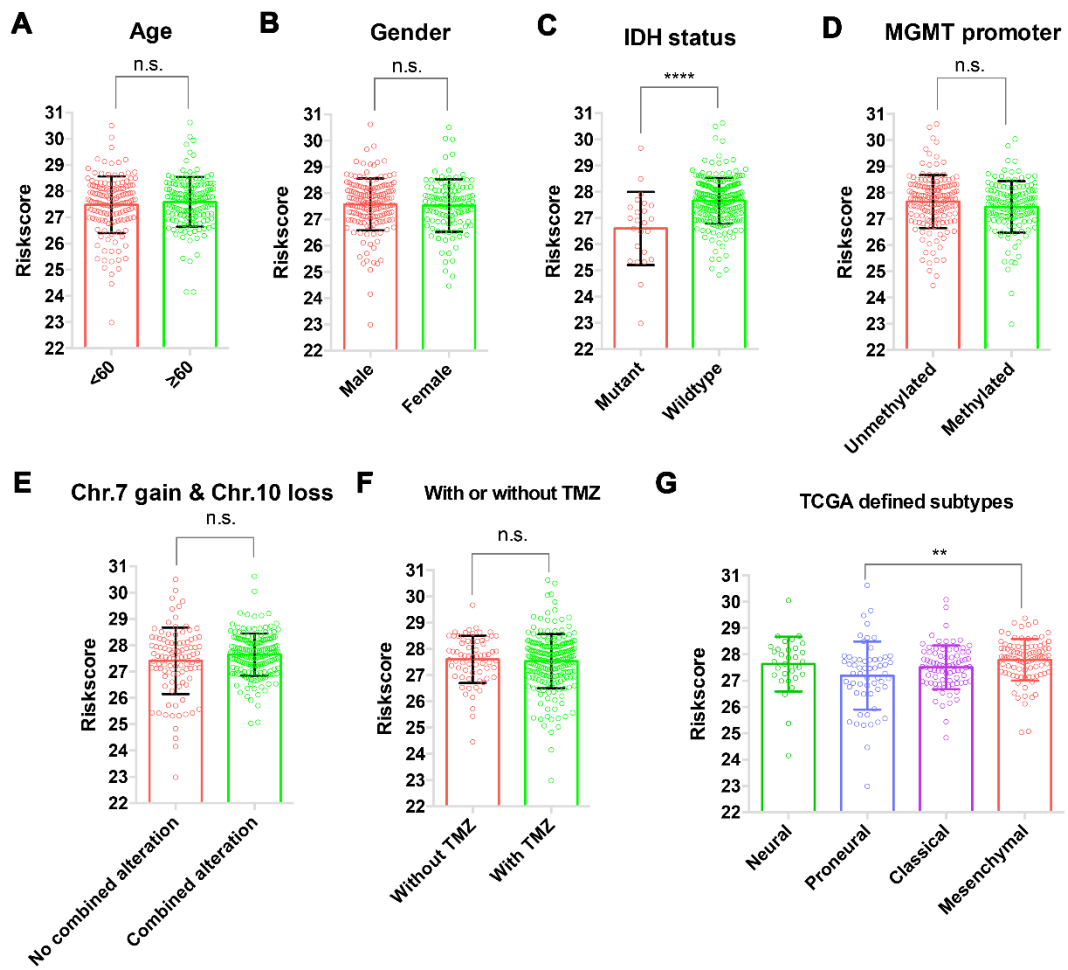 A
Age
n.s.
31
30
29
28
27
26
25
24
23
22
Riskscore
<60
≥60
B
Gender
n.s.
31
30
29
28
27
26
25
24
23
22
Riskscore
Male
Female
C
IDH status
****
31
30
29
28
27
26
25
24
23
22
Riskscore
Mutant
Wildtype
D
MGMT promoter
n.s.
31
30
29
28
27
26
25
24
23
22
Riskscore
Unmethylated
Methylated
E
Chr.7 gain & Chr.10 loss
n.s.
31
30
29
28
27
26
25
24
23
22
Riskscore
No combined alteration
Combined alteration
F
With or without TMZ
n.s.
31
30
29
28
27
26
25
24
23
22
Riskscore
Without TMZ
With TMZ
G
TCGA defined subtypes
**
31
30
29
28
27
26
25
24
23
22
Riskscore
Neural
Proneural
Classical
Mesenchymal